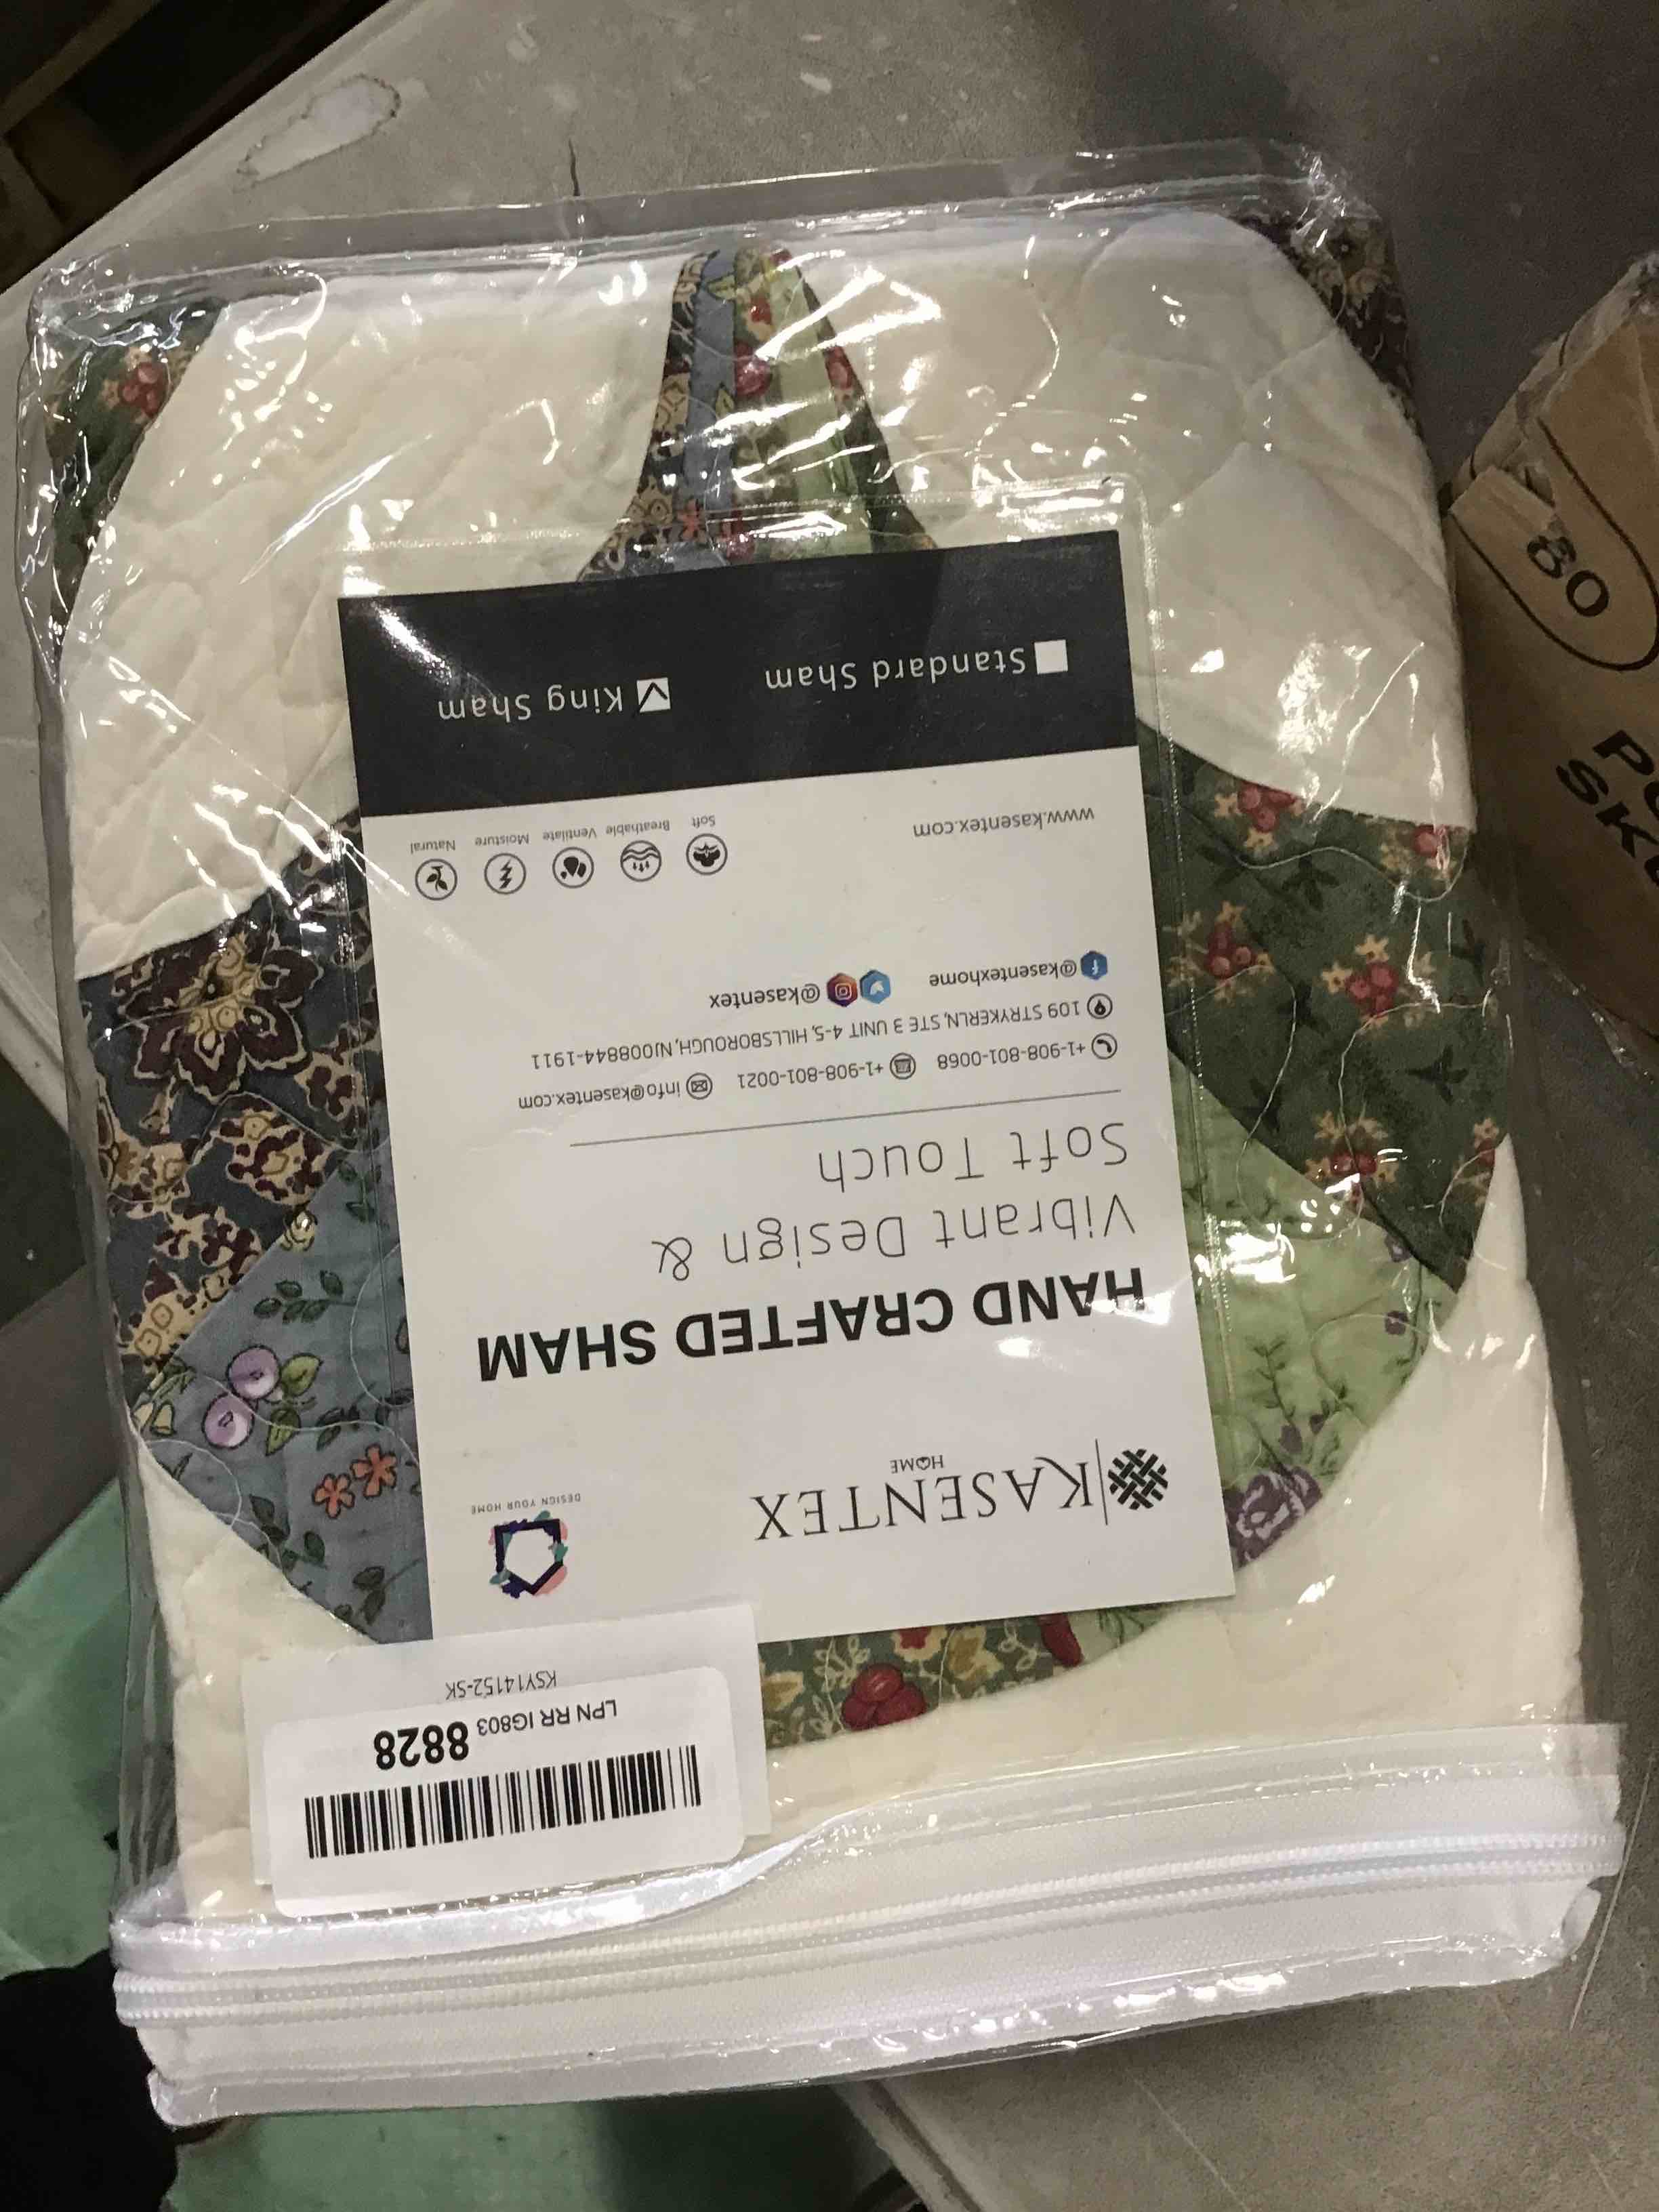 LPN RR IG803 8828
KSY14152-SK
KASENTEX
HOME
DESIGN YOUR HOME
HAND CRAFTED SHAM
Vibrant Design &
Soft Touch
+1-908-801-0068 +1-908-801-0021 info@kasentex.com
109 STRYKERLN, STE 3 UNIT 4-5, HILLSBOROUGH, NJ008844-1911
@kasentexhome @kasentex
www.kasentex.com
Soft Breathable Ventilate Moisture Natural
Standard Sham King Sham
80